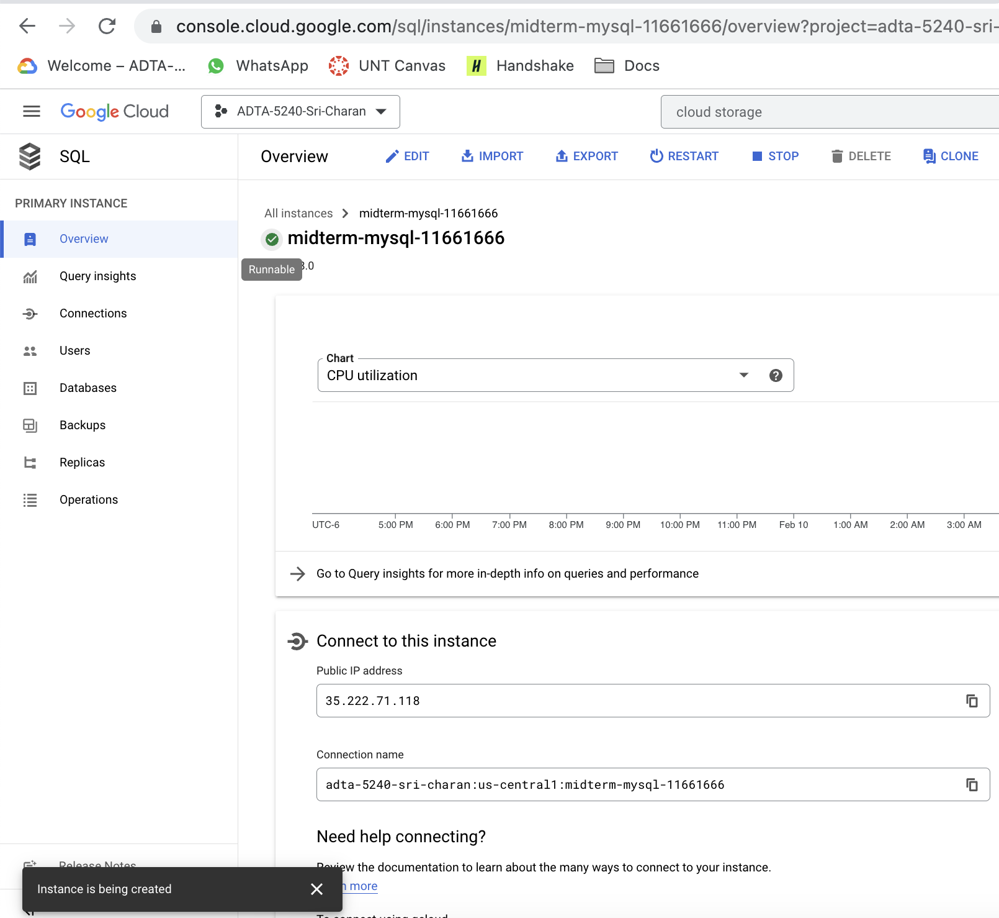 console.cloud.google.com/sql/instances/midterm-mysql-11661666/overview?project=adta-5240-sri-
Welcome – ADTA-... WhatsApp UNT Canvas Handshake Docs
Google Cloud ADTA-5240-Sri-Charan cloud storage
SQL Overview EDIT IMPORT EXPORT RESTART STOP DELETE CLONE
PRIMARY INSTANCE
Overview
Query insights
Connections
Users
Databases
Backups
Replicas
Operations
Release Notes
All instances > midterm-mysql-11661666
midterm-mysql-11661666
Runnable 8.0
Chart
CPU utilization
UTC-6 5:00 PM 6:00 PM 7:00 PM 8:00 PM 9:00 PM 10:00 PM 11:00 PM Feb 10 1:00 AM 2:00 AM 3:00 AM
Go to Query insights for more in-depth info on queries and performance
Connect to this instance
Public IP address
35.222.71.118
Connection name
adta-5240-sri-charan:us-central1:midterm-mysql-11661666
Need help connecting?
Review the documentation to learn about the many ways to connect to your instance.
more
To connect using gcloud
Instance is being created